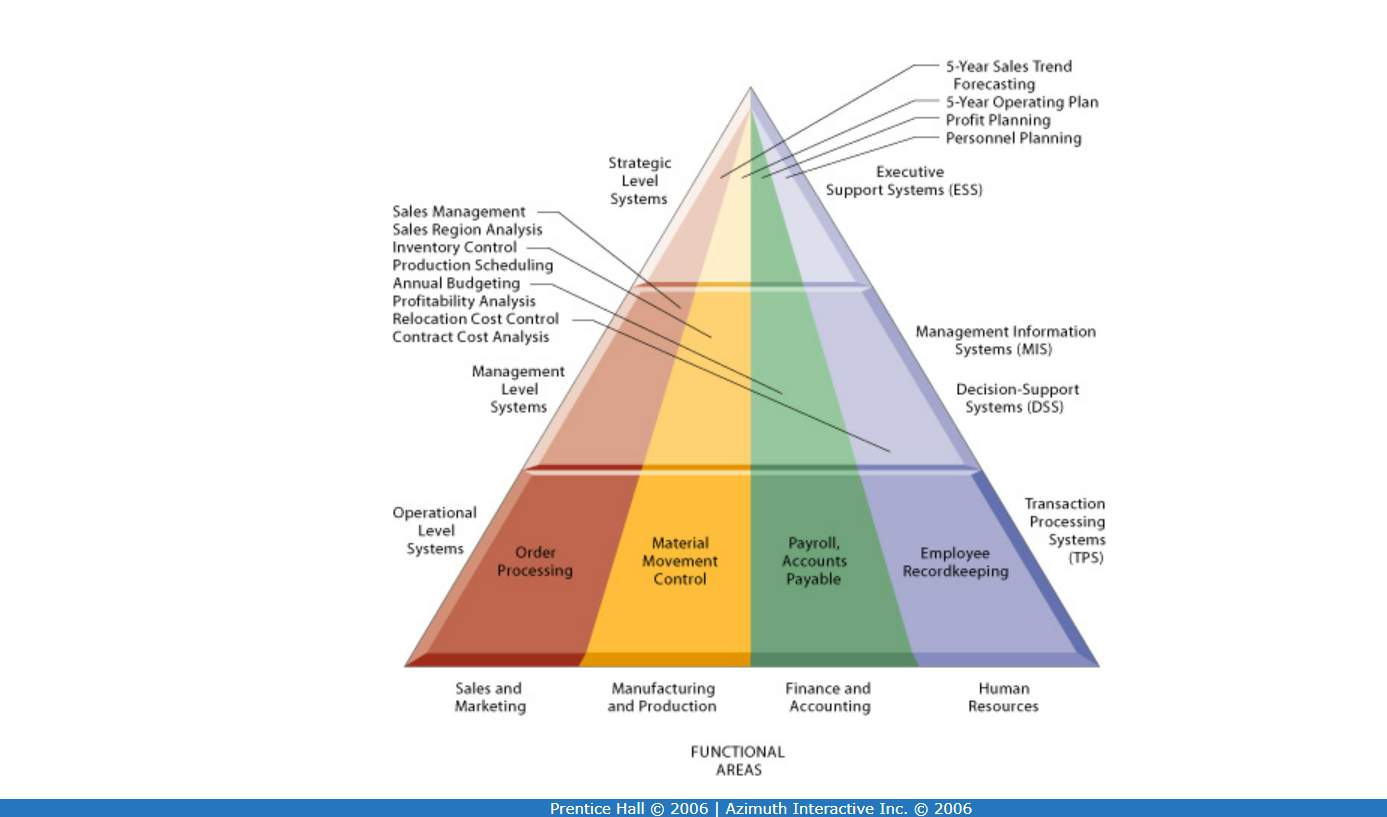 5-Year Sales Trend
Forecasting
5-Year Operating Plan
Profit Planning
Personnel Planning
Strategic
Level
Systems
Executive
Support Systems (ESS)
Sales Management
Sales Region Analysis
Inventory Control
Production Scheduling
Annual Budgeting
Profitability Analysis
Relocation Cost Control
Contract Cost Analysis
Management Information
Systems (MIS)
Management
Level
Systems
Decision-Support
Systems (DSS)
Operational
Level
Systems
Transaction
Processing
Systems
(TPS)
Order
Processing
Material
Movement
Control
Payroll,
Accounts
Payable
Employee
Recordkeeping
Sales and
Marketing
Manufacturing
and Production
Finance and
Accounting
Human
Resources
FUNCTIONAL
AREAS
Prentice Hall © 2006 | Azimuth Interactive Inc. © 2006